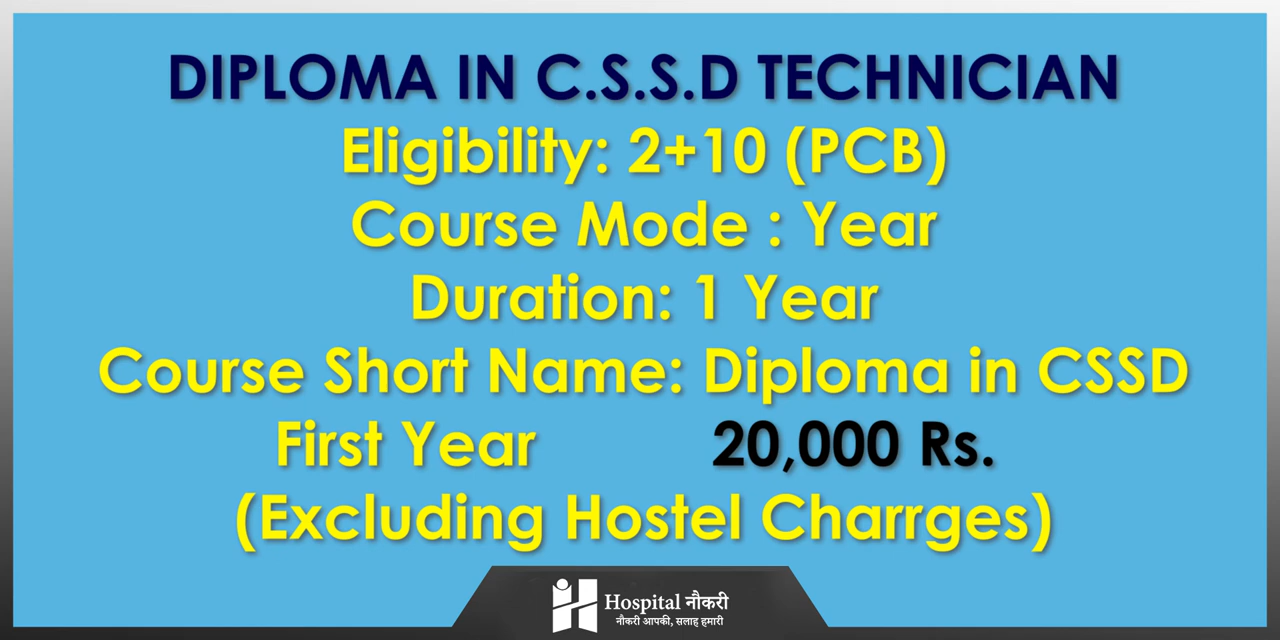 DIPLOMA IN C.S.S.D TECHNICIAN
Eligibility: 2+10 (PCB)
Course Mode : Year
Duration: 1 Year
Course Short Name: Diploma in CSSD
First Year 20,000 Rs.
(Excluding Hostel Charrges)
Hospital नौकरी
नौकरी आपकी, सलाह हमारी